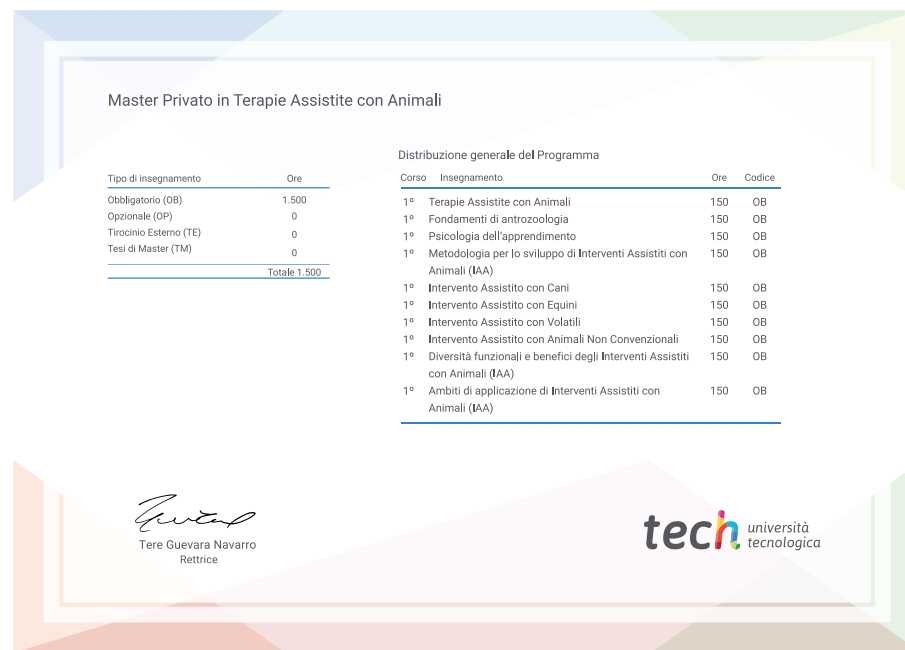 Master Privato in Terapie Assistite con Animali
Tipo di insegnamento Ore
Obbligatorio (OB) 1.500
Opzionale (OP) 0
Tirocinio Esterno (TE) 0
Tesi di Master (TM) 0
Totale 1.500
Distribuzione generale del Programma
Corso Insegnamento Ore Codice
1º Terapie Assistite con Animali 150 OB
1º Fondamenti di antrozoologia 150 OB
1º Psicologia dell'apprendimento 150 OB
1º Metodologia per lo sviluppo di Interventi Assistiti con 150 OB
Animali (IAA)
1º Intervento Assistito con Cani 150 OB
1º Intervento Assistito con Equini 150 OB
1º Intervento Assistito con Volatili 150 OB
1º Intervento Assistito con Animali Non Convenzionali 150 OB
1º Diversità funzionali e benefici degli Interventi Assistiti 150 OB
con Animali (IAA)
1º Ambiti di applicazione di Interventi Assistiti con 150 OB
Animali (IAA)
Tere Guevara Navarro
Rettrice
tech università
tecnologica